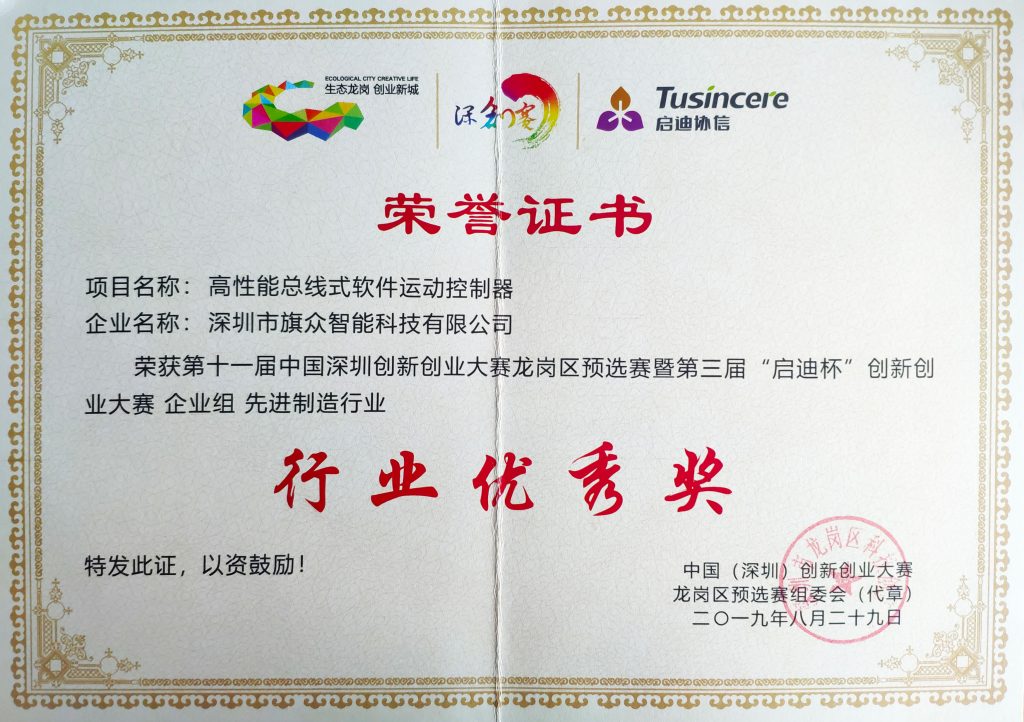 ECOLOGICAL CITY CREATIVE LIFE
生态龙岗 创业新城
深创赛
Tusincere
启迪协信
荣誉证书
项目名称：高性能总线式软件运动控制器
企业名称：深圳市旗众智能科技有限公司
荣获第十一届中国深圳创新创业大赛龙岗区预选赛暨第三届“启迪杯”创新创
业大赛 企业组 先进制造行业
行业优秀奖
特发此证，以资鼓励！
中国（深圳）创新创业大赛
龙岗区预选赛组委会（代章）
二〇一九年八月二十九日